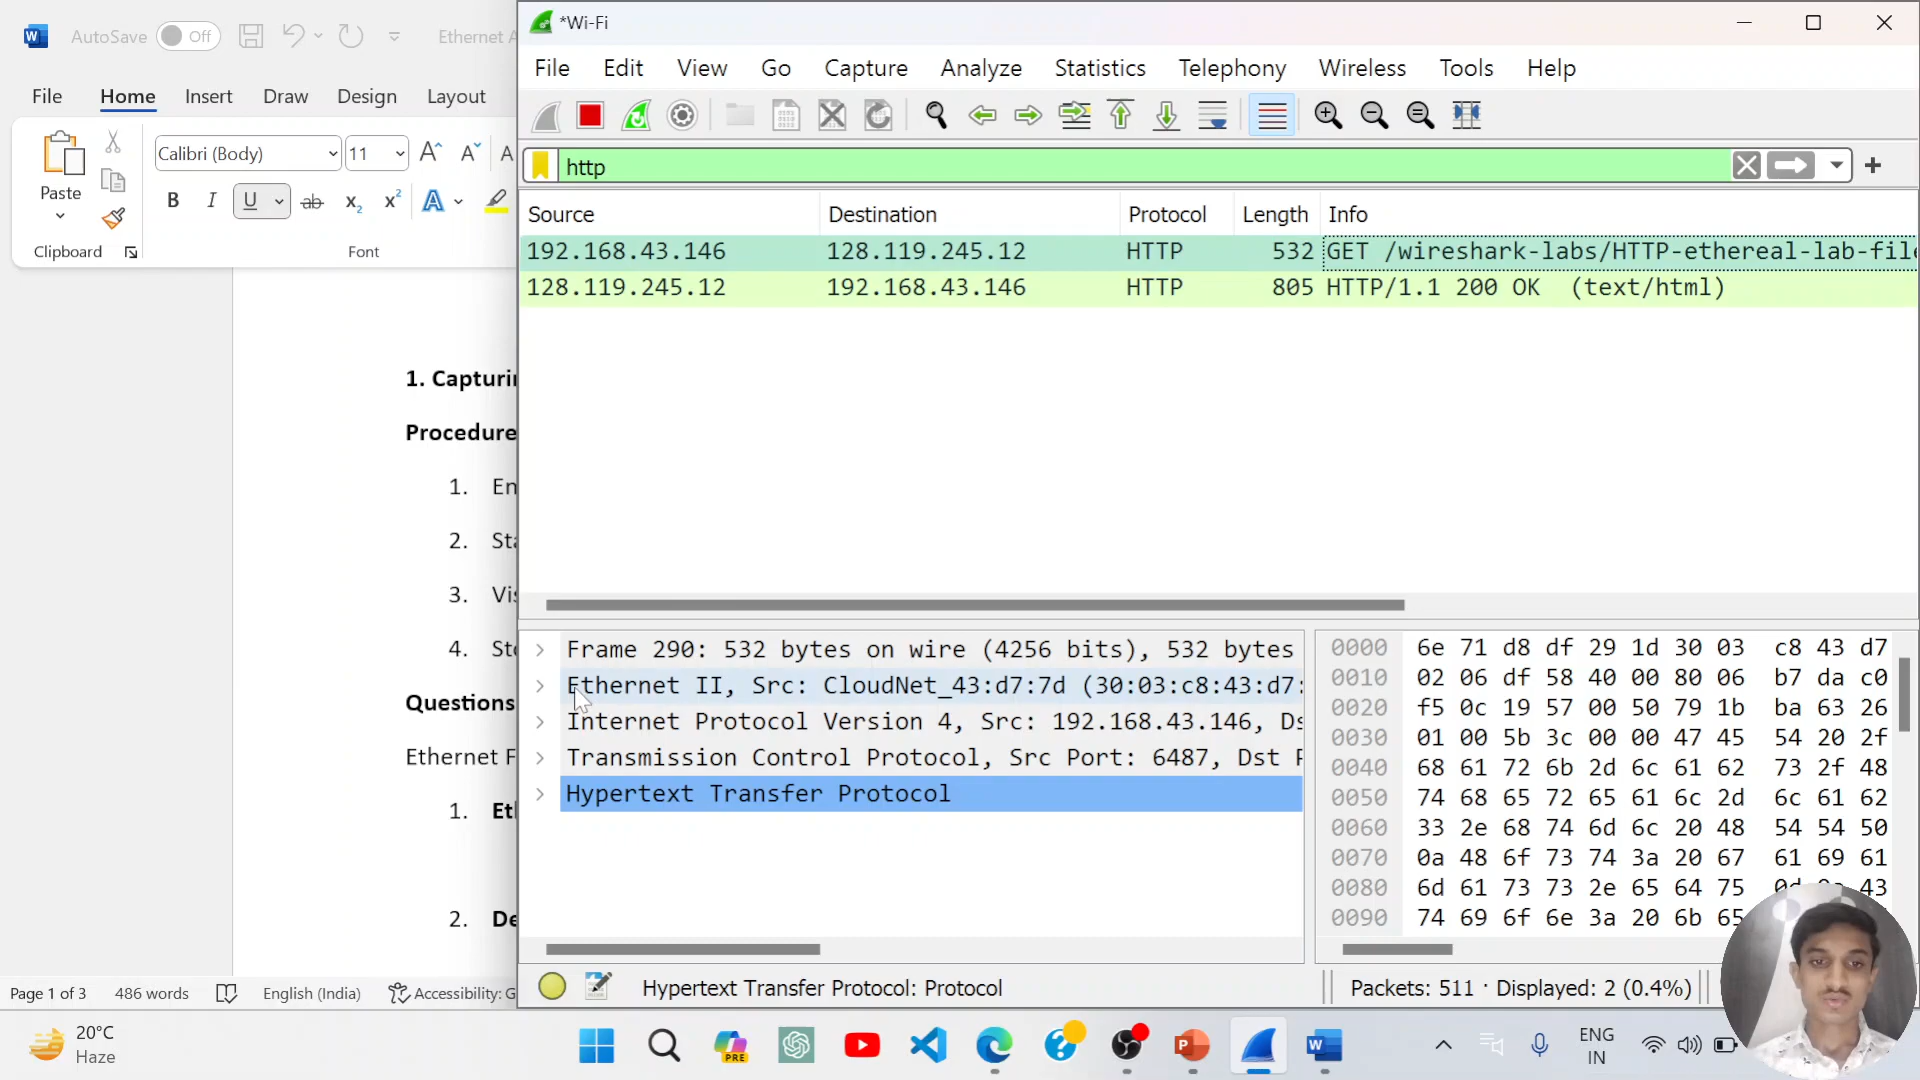 AutoSave Off Ethernet A
File Home Insert Draw Design Layout
Paste
Calibri (Body) 11
B I U ab x2 x2 A
Clipboard Font
1. Capturin
Procedure
1. En
2. Sta
3. Vis
4. Sto
Questions
Ethernet F
1. Et
2. De
Page 1 of 3 486 words English (India) Accessibility: G
*Wi-Fi
File Edit View Go Capture Analyze Statistics Telephony Wireless Tools Help
http
Source Destination Protocol Length Info
192.168.43.146 128.119.245.12 HTTP 532 GET /wireshark-labs/HTTP-ethereal-lab-file
128.119.245.12 192.168.43.146 HTTP 805 HTTP/1.1 200 OK (text/html)
Frame 290: 532 bytes on wire (4256 bits), 532 bytes
Ethernet II, Src: CloudNet_43:d7:7d (30:03:c8:43:d7:
Internet Protocol Version 4, Src: 192.168.43.146, Ds
Transmission Control Protocol, Src Port: 6487, Dst P
Hypertext Transfer Protocol
0000 6e 71 d8 df 29 1d 30 03 c8 43 d7
0010 02 06 df 58 40 00 80 06 b7 da c0
0020 f5 0c 19 57 00 50 79 1b ba 63 26
0030 01 00 5b 3c 00 00 47 45 54 20 2f
0040 68 61 72 6b 2d 6c 61 62 73 2f 48
0050 74 68 65 72 65 61 6c 2d 6c 61 62
0060 33 2e 68 74 6d 6c 20 48 54 54 50
0070 0a 48 6f 73 74 3a 20 67 61 69 61
0080 6d 61 73 73 2e 65 64 75 0d 0a 43
0090 74 69 6f 6e 3a 20 6b 65
Hypertext Transfer Protocol: Protocol Packets: 511 · Displayed: 2 (0.4%)
20°C
Haze
PRE
ENG
IN